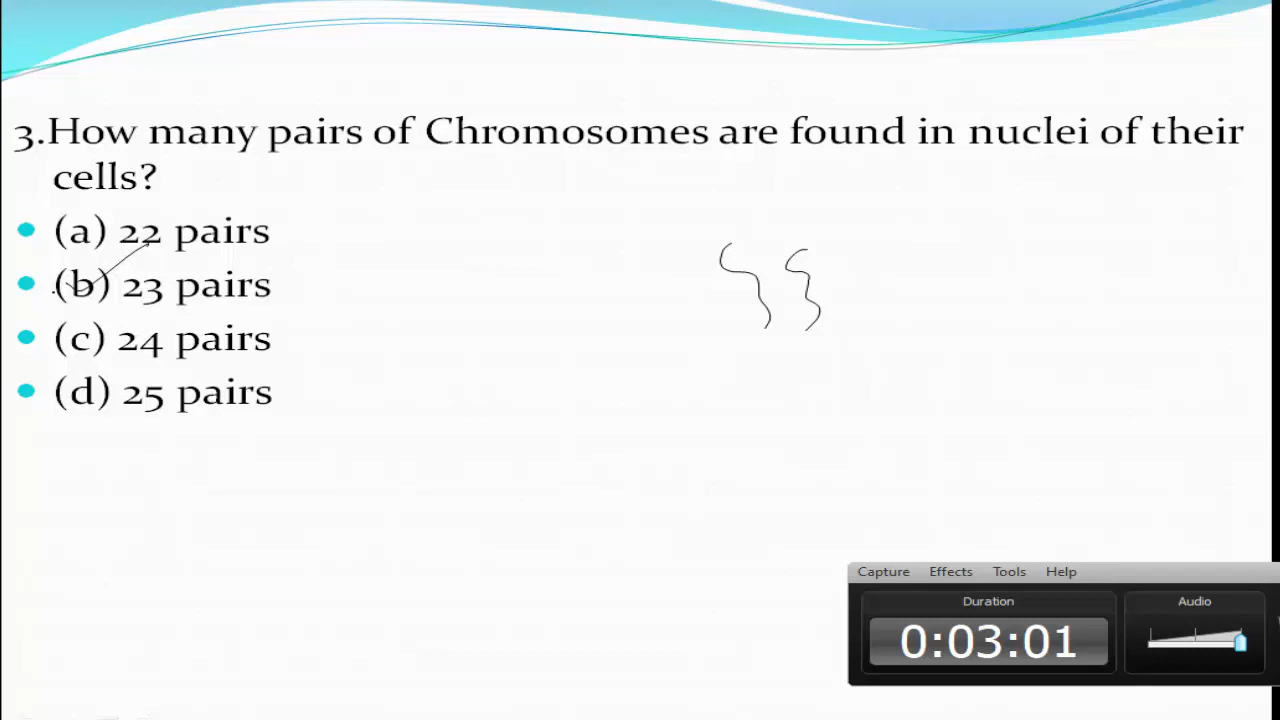 3.How many pairs of Chromosomes are found in nuclei of their
cells?
(a) 22 pairs
(b) 23 pairs
(c) 24 pairs
(d) 25 pairs
Capture Effects Tools Help
Duration Audio
0:03:01